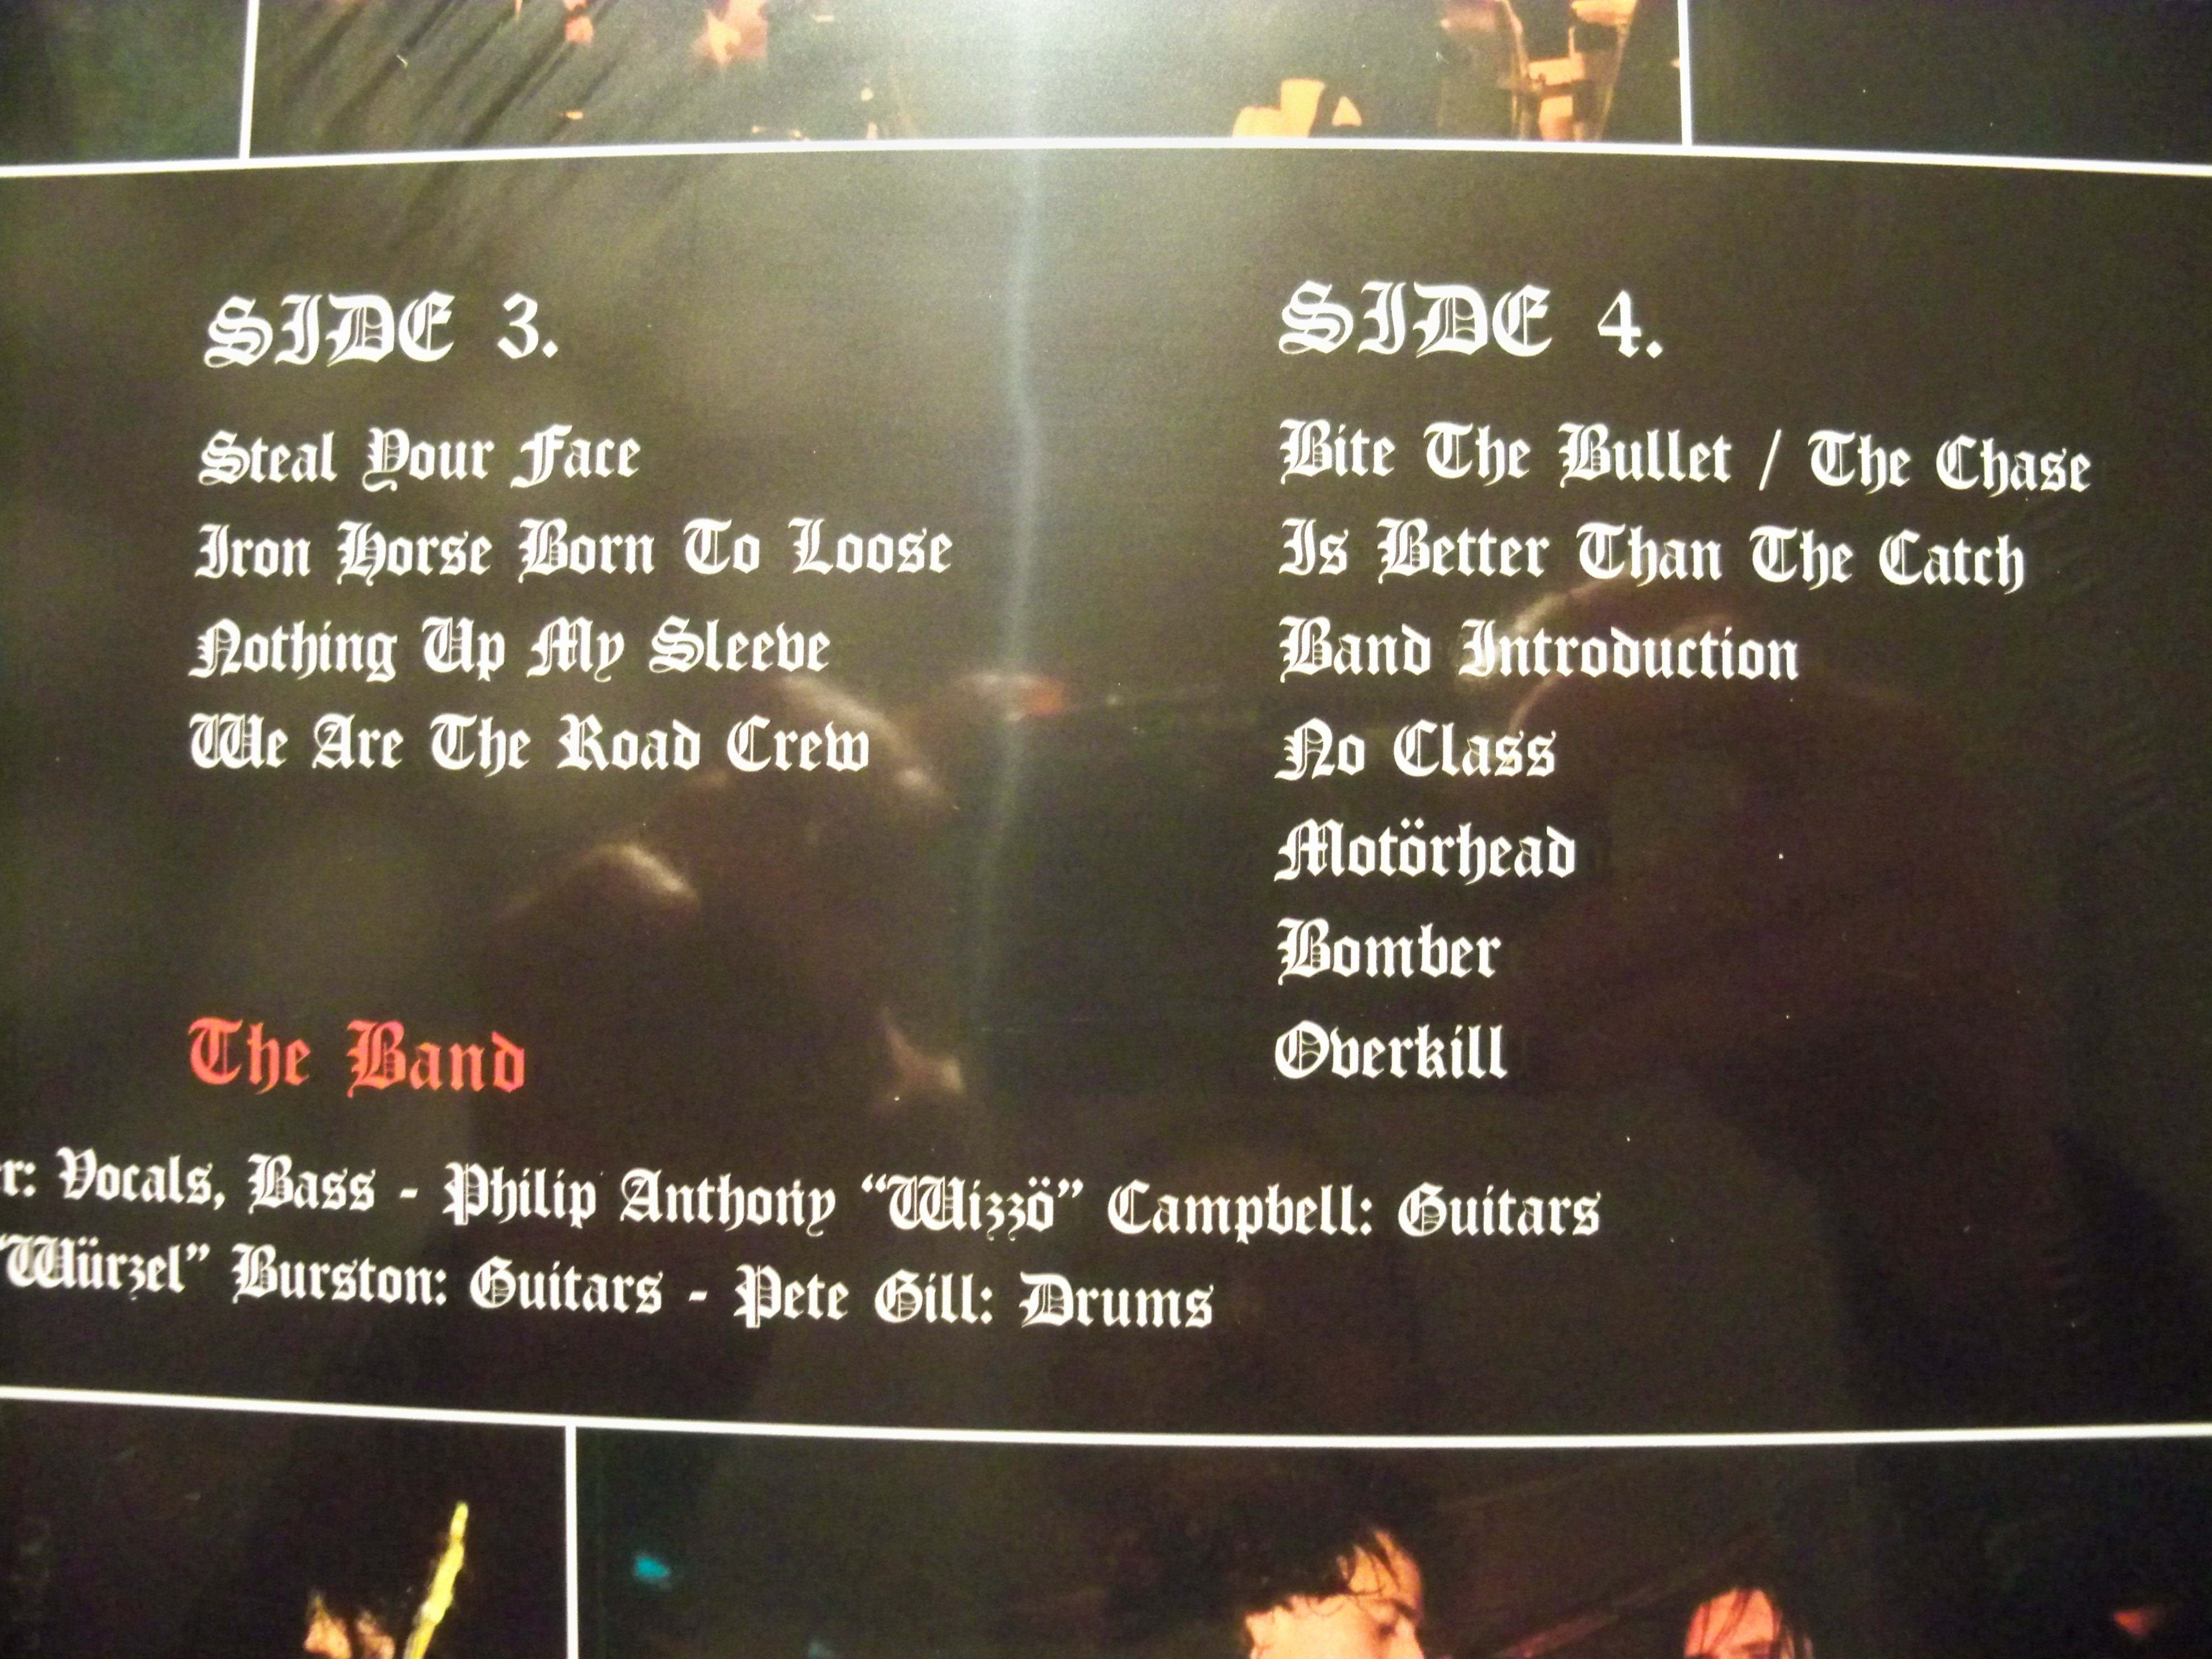 SIDE 3.
Steal Your Face
Iron Horse Born To Loose
Nothing Up My Sleeve
We Are The Road Crew
SIDE 4.
Bite The Bullet / The Chase
Is Better Than The Catch
Band Introduction
No Class
Motörhead
Bomber
Overkill
The Band
r: Vocals, Bass - Philip Anthony “Wizzö” Campbell: Guitars
“Würzel” Burston: Guitars - Pete Gill: Drums